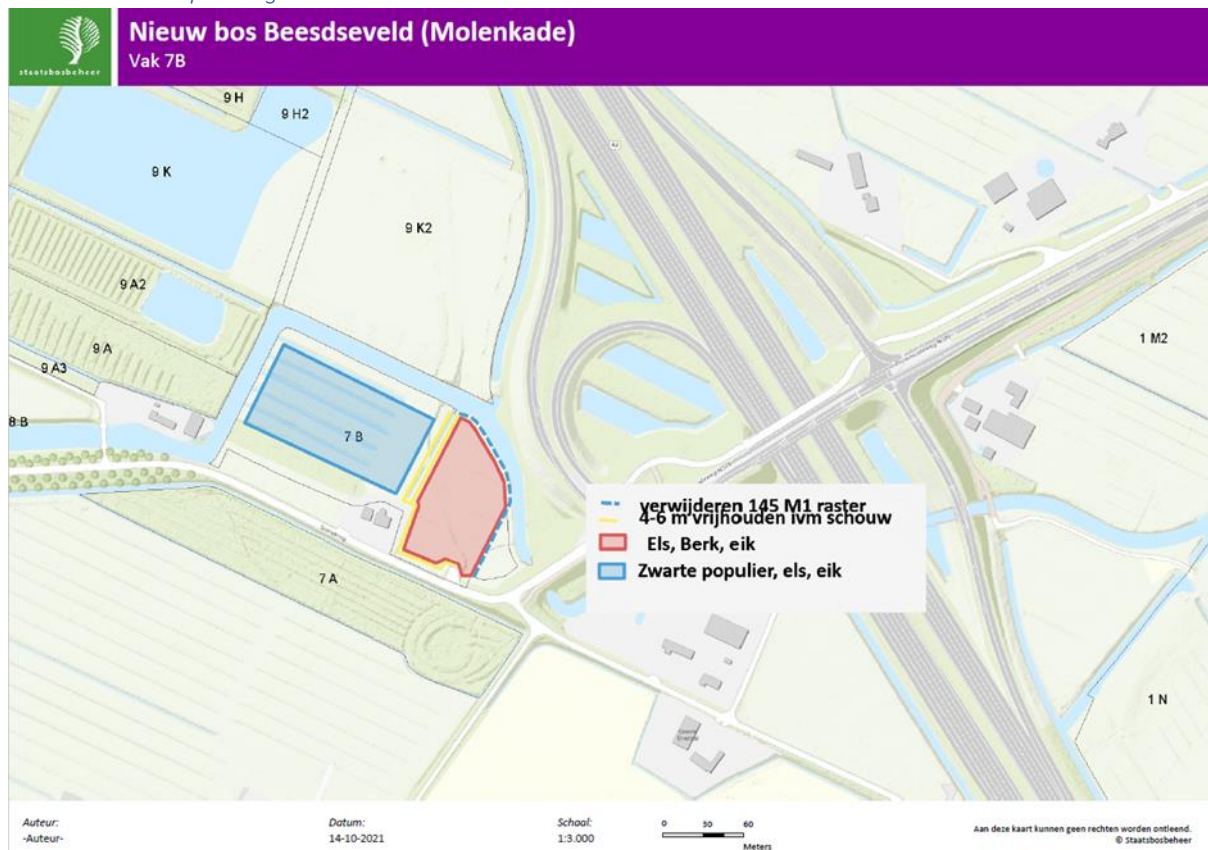 staatsbosbeheer
Nieuw bos Beesdseveld (Molenkade)
Vak 7B
9 H
9 H2
9 K
9 K2
9 A2
9 A
9 A3
8 B
7 B
7 A
1 M2
1 N
verwijderen 145 M1 raster
4-6 m vrijhouden ivm schouw
Els, Berk, eik
Zwarte populier, els, eik
Auteur:
-Auteur-
Datum:
14-10-2021
Schaal:
1:3.000
0 30 60
Meters
Aan deze kaart kunnen geen rechten worden ontleend.
© Staatsbosbeheer